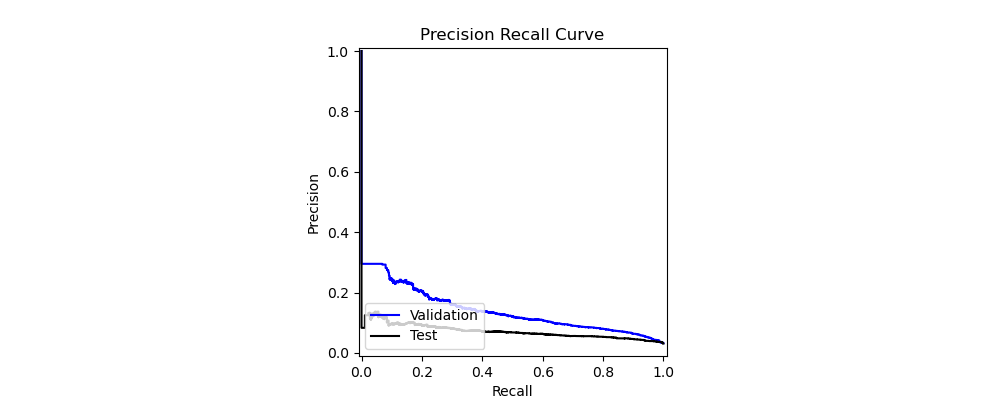 Precision Recall Curve
1.0
0.8
0.6
0.4
0.2
0.0
Precision
Validation
Test
0.0 0.2 0.4 0.6 0.8 1.0
Recall